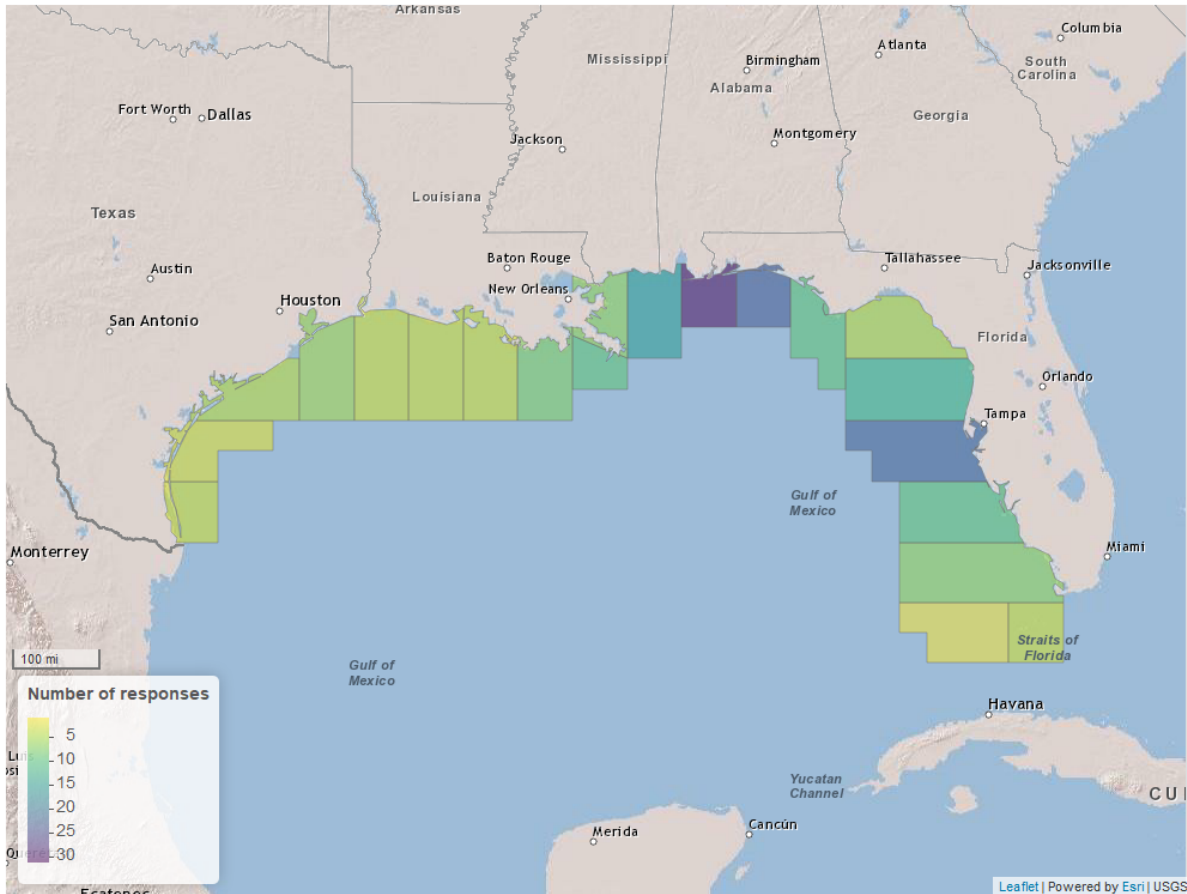 Arkansas
Columbia
Atlanta
Mississippi
Birmingham
South
Carolina
Alabama
Fort Worth
Dallas
Georgia
Montgomery
Jackson
Louisiana
Texas
Baton Rouge
Tallahassee
Jacksonville
Austin
New Orleans
Houston
San Antonio
Florida
Orlando
Tampa
Gulf of
Mexico
Monterrey
Miami
Straits of
Florida
100 mi
Gulf of
Mexico
Number of responses
Havana
5
10
15
20
25
30
Yucatan
Channel
Merida
Cancún
Leaflet | Powered by Esri | USGS